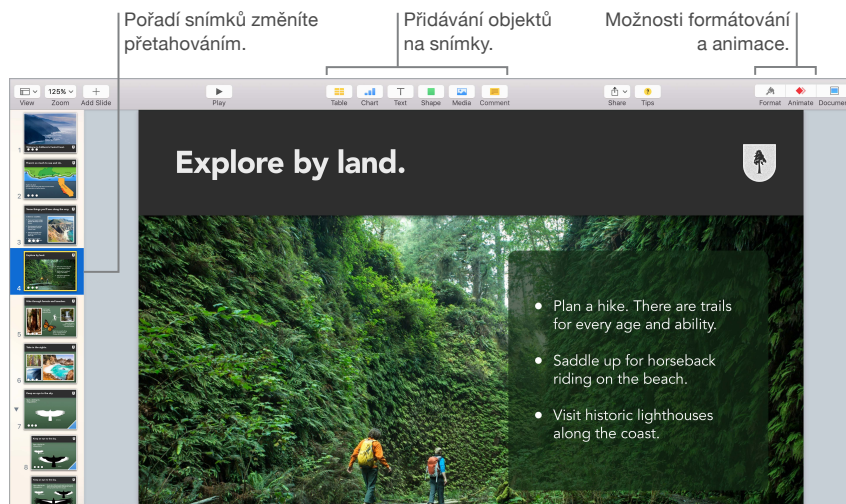 Pořadí snímků změníte
přetahováním.
Přidávání objektů
na snímky.
Možnosti formátování
a animace.
125%
View Zoom Add Slide Play Table Chart Text Shape Media Comment Share Tips Format Animate Documen
Explore by land.
Plan a hike. There are trails
for every age and ability.
Saddle up for horseback
riding on the beach.
Visit historic lighthouses
along the coast.
1
2
3
4
5
6
7
8